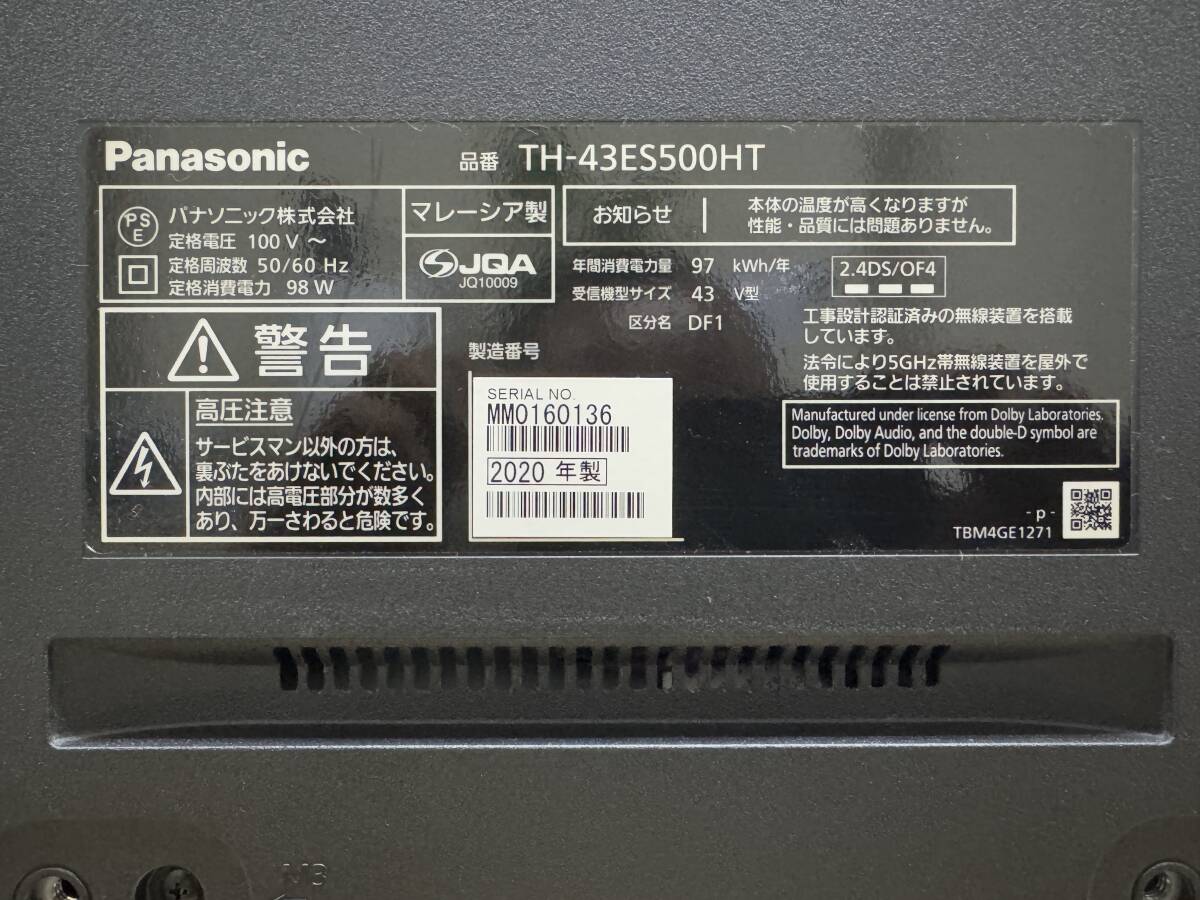 Panasonic
品番 TH-43ES500HT
PS
E
パナソニック株式会社
定格電圧 100 V ～
定格周波数 50/60 Hz
定格消費電力 98 W
マレーシア製
JQA
JQ10009
お知らせ
本体の温度が高くなりますが
性能・品質には問題ありません。
年間消費電力量 97 kWh/年
受信機型サイズ 43 V型
区分名 DF1
2.4DS/OF4
工事設計認証済みの無線装置を搭載
しています。
法令により5GHz帯無線装置を屋外で
使用することは禁止されています。
警告
高圧注意
サービスマン以外の方は、
裏ぶたをあけないでください。
内部には高電圧部分が数多く
あり、万一さわると危険です。
製造番号
SERIAL NO.
MM0160136
2020 年製
Manufactured under license from Dolby Laboratories.
Dolby, Dolby Audio, and the double-D symbol are
trademarks of Dolby Laboratories.
- p -
TBM4GE1271
M8